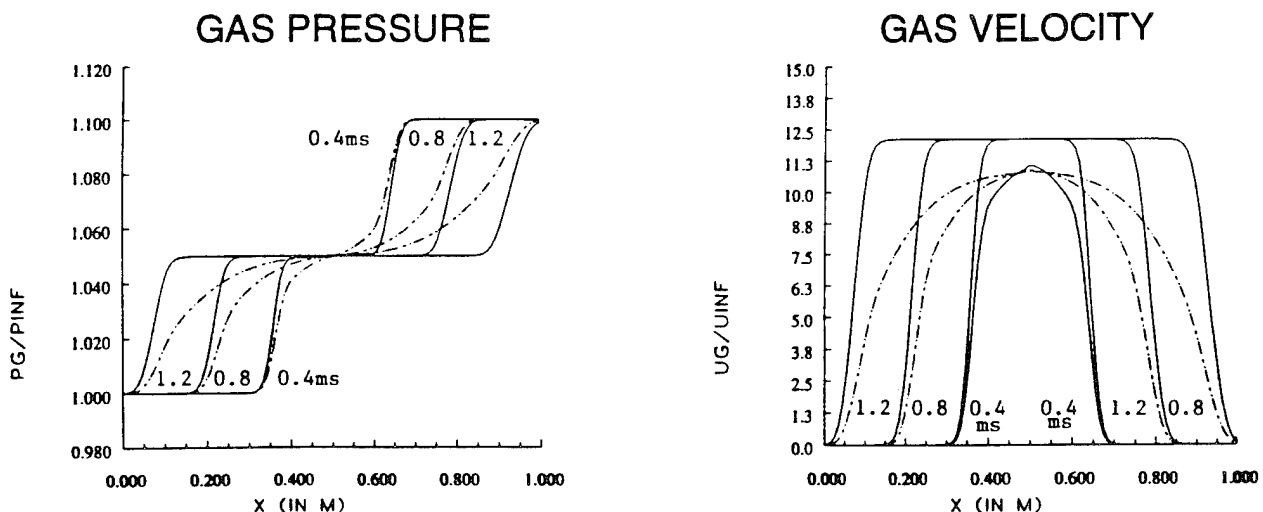 GAS PRESSURE
1.120
1.100
1.080
1.060
1.040
1.020
1.000
0.980
PG/PINF
0.4ms 0.8 1.2
1.2 0.8 0.4ms
0.000 0.200 0.400 0.600 0.800 1.000
X (IN M)
GAS VELOCITY
15.0
13.8
12.5
11.3
10.0
8.8
7.5
6.3
5.0
3.8
2.5
1.3
0.0
UG/UINF
1.2 0.8 0.4 0.4 1.2 0.8
ms ms
0.000 0.200 0.400 0.600 0.800 1.000
X (IN M)